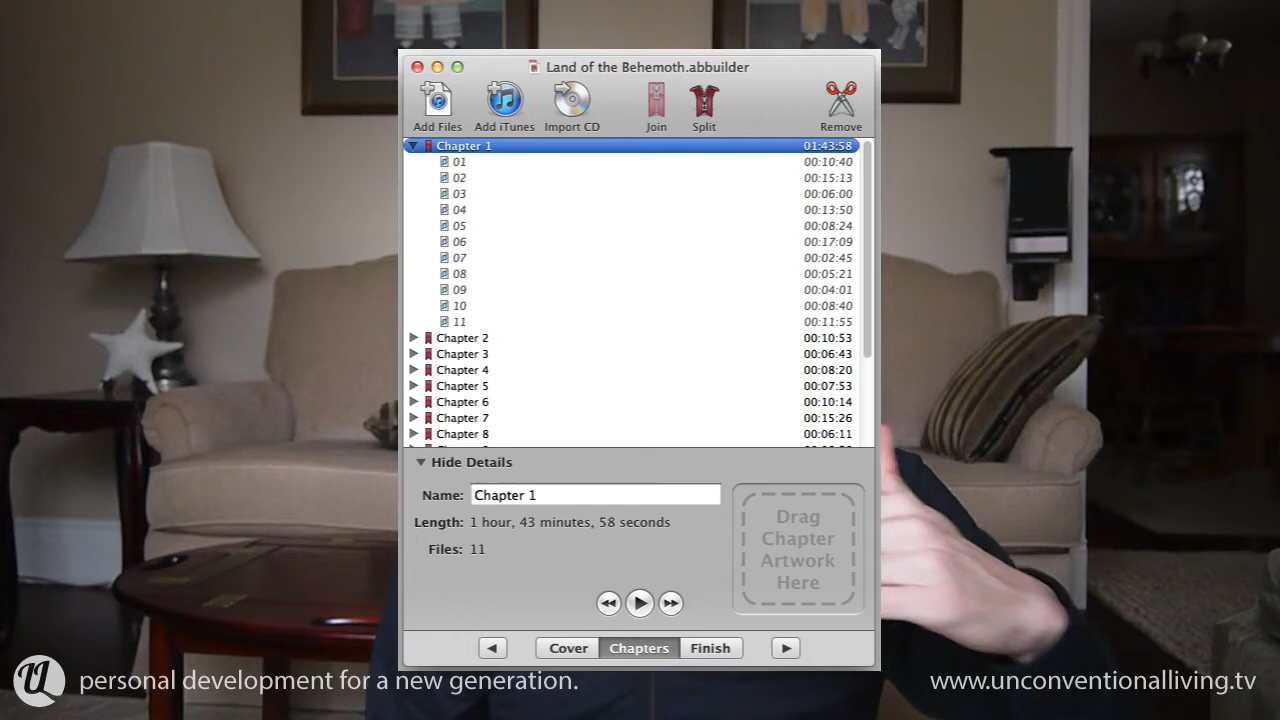 Land of the Behemoth.abbuilder
Add Files Add iTunes Import CD Join Split Remove
Chapter 1 01:43:58
01 00:10:40
02 00:15:13
03 00:06:00
04 00:13:50
05 00:08:24
06 00:17:09
07 00:02:45
08 00:05:21
09 00:04:01
10 00:08:40
11 00:11:55
Chapter 2 00:10:53
Chapter 3 00:06:43
Chapter 4 00:08:20
Chapter 5 00:07:53
Chapter 6 00:10:14
Chapter 7 00:15:26
Chapter 8 00:06:11
Hide Details
Name: Chapter 1
Length: 1 hour, 43 minutes, 58 seconds
Files: 11
Drag
Chapter
Artwork
Here
Cover Chapters Finish
personal development for a new generation.
www.unconventionalliving.tv